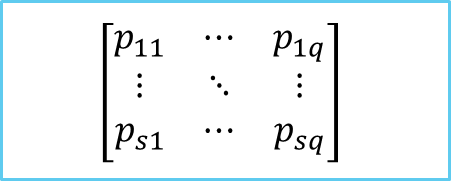 p₁₁ ⋯ p₁q
⋮ ⋱ ⋮
pₛ₁ ⋯ pₛq